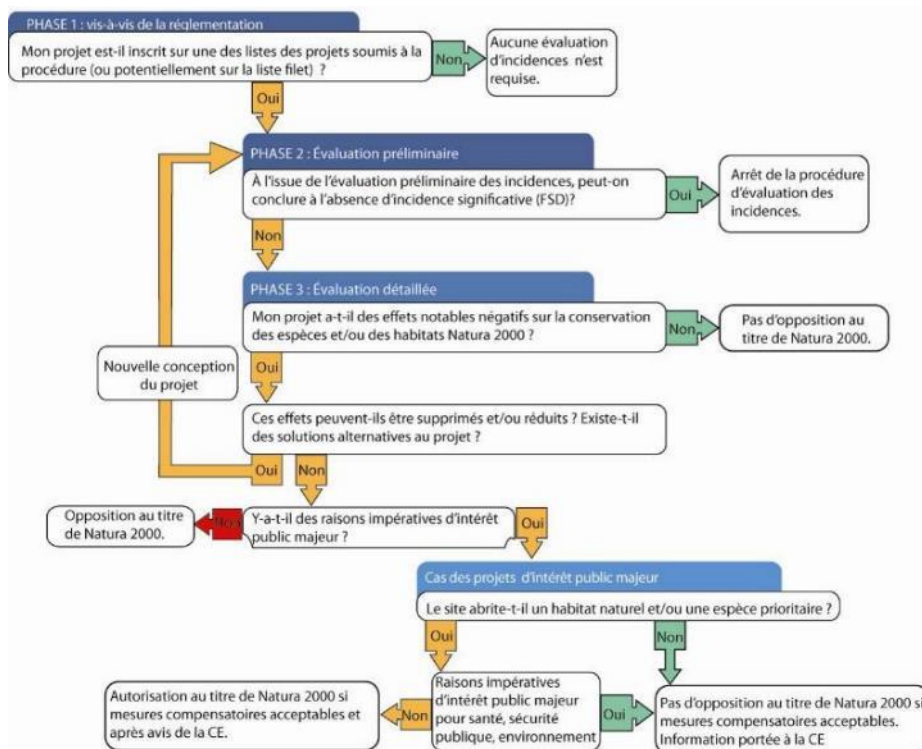 PHASE 1 : vis-à-vis de la réglementation
Mon projet est-il inscrit sur une des listes des projets soumis à la
procédure (ou potentiellement sur la liste filet) ?
Non
Aucune évaluation
d'incidences n'est
requise.
Oui
PHASE 2 : Évaluation préliminaire
À l'issue de l'évaluation préliminaire des incidences, peut-on
conclure à l'absence d'incidence significative (FSD)?
Oui
Arrêt de la procédure
d'évaluation des
incidences.
Non
PHASE 3 : Évaluation détaillée
Mon projet a-t-il des effets notables négatifs sur la conservation
des espèces et/ou des habitats Natura 2000 ?
Non
Pas d'opposition au
titre de Natura 2000.
Nouvelle conception
du projet
Oui
Ces effets peuvent-ils être supprimés et/ou réduits ? Existe-t-il
des solutions alternatives au projet ?
Oui
Non
Opposition au titre
de Natura 2000.
Non
Y-a-t-il des raisons impératives d'intérêt
public majeur ?
Oui
Cas des projets d'intérêt public majeur
Le site abrite-t-il un habitat naturel et/ou une espèce prioritaire ?
Oui
Non
Autorisation au titre de Natura 2000 si
mesures compensatoires acceptables et
après avis de la CE.
Non
Raisons impératives
d'intérêt public majeur
pour santé, sécurité
publique, environnement
Oui
Pas d'opposition au titre de Natura 2000 si
mesures compensatoires acceptables.
Information portée à la CE